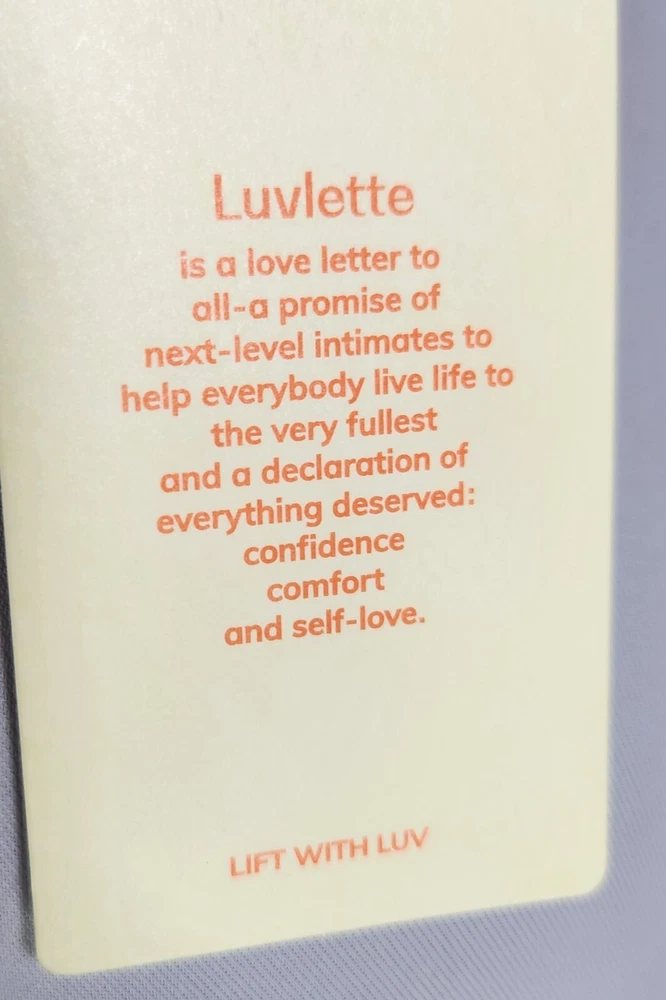 Luvlette
is a love letter to
all-a promise of
next-level intimates to
help everybody live life to
the very fullest
and a declaration of
everything deserved:
confidence
comfort
and self-love.
LIFT WITH LUV